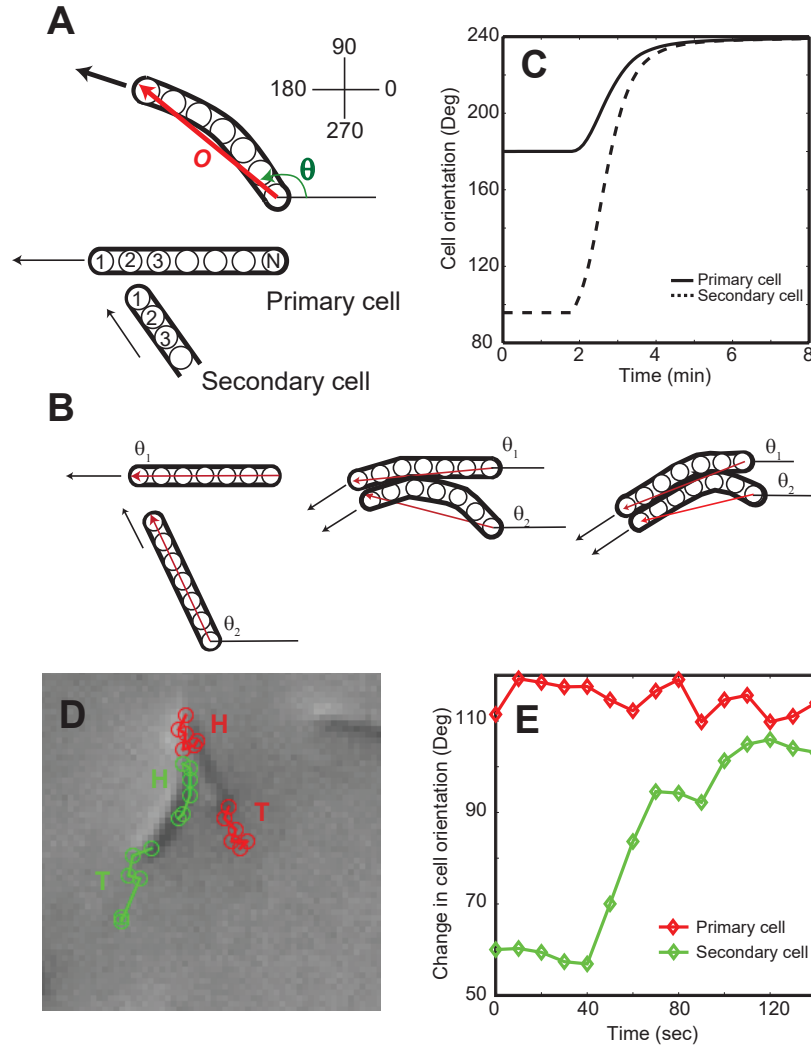 A
90
180
0
270
O
θ
1 2 3 N
Primary cell
1
2
3
Secondary cell
B
θ1
θ2
θ1
θ2
θ1
θ2
C
Cell orientation (Deg)
240
200
160
120
80
0 2 4 6 8
Time (min)
Primary cell
Secondary cell
D
H
H
T
T
E
Change in cell orientation (Deg)
110
90
70
50
0 40 80 120
Time (sec)
Primary cell
Secondary cell